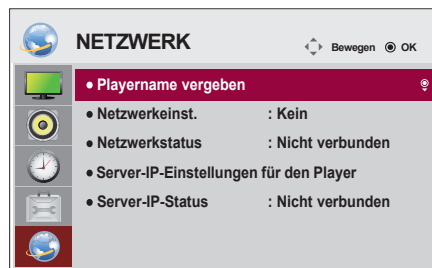 NETZWERK
Bewegen OK
● Playername vergeben
● Netzwerkeinst. : Kein
● Netzwerkstatus : Nicht verbunden
● Server-IP-Einstellungen für den Player
● Server-IP-Status : Nicht verbunden